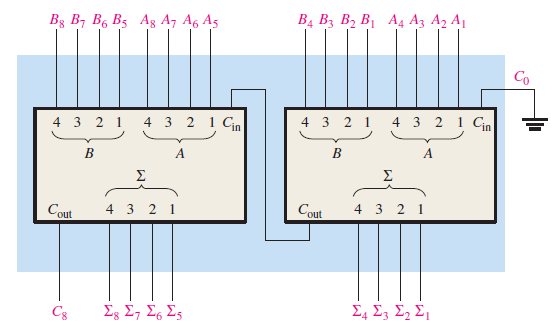 B₈ B₇ B₆ B₅ A₈ A₇ A₆ A₅ B₄ B₃ B₂ B₁ A₄ A₃ A₂ A₁
C₀
4 3 2 1 4 3 2 1 Cin 4 3 2 1 4 3 2 1 Cin
B A B A
Σ Σ
Cout 4 3 2 1 Cout 4 3 2 1
C₈ Σ₈ Σ₇ Σ₆ Σ₅ Σ₄ Σ₃ Σ₂ Σ₁